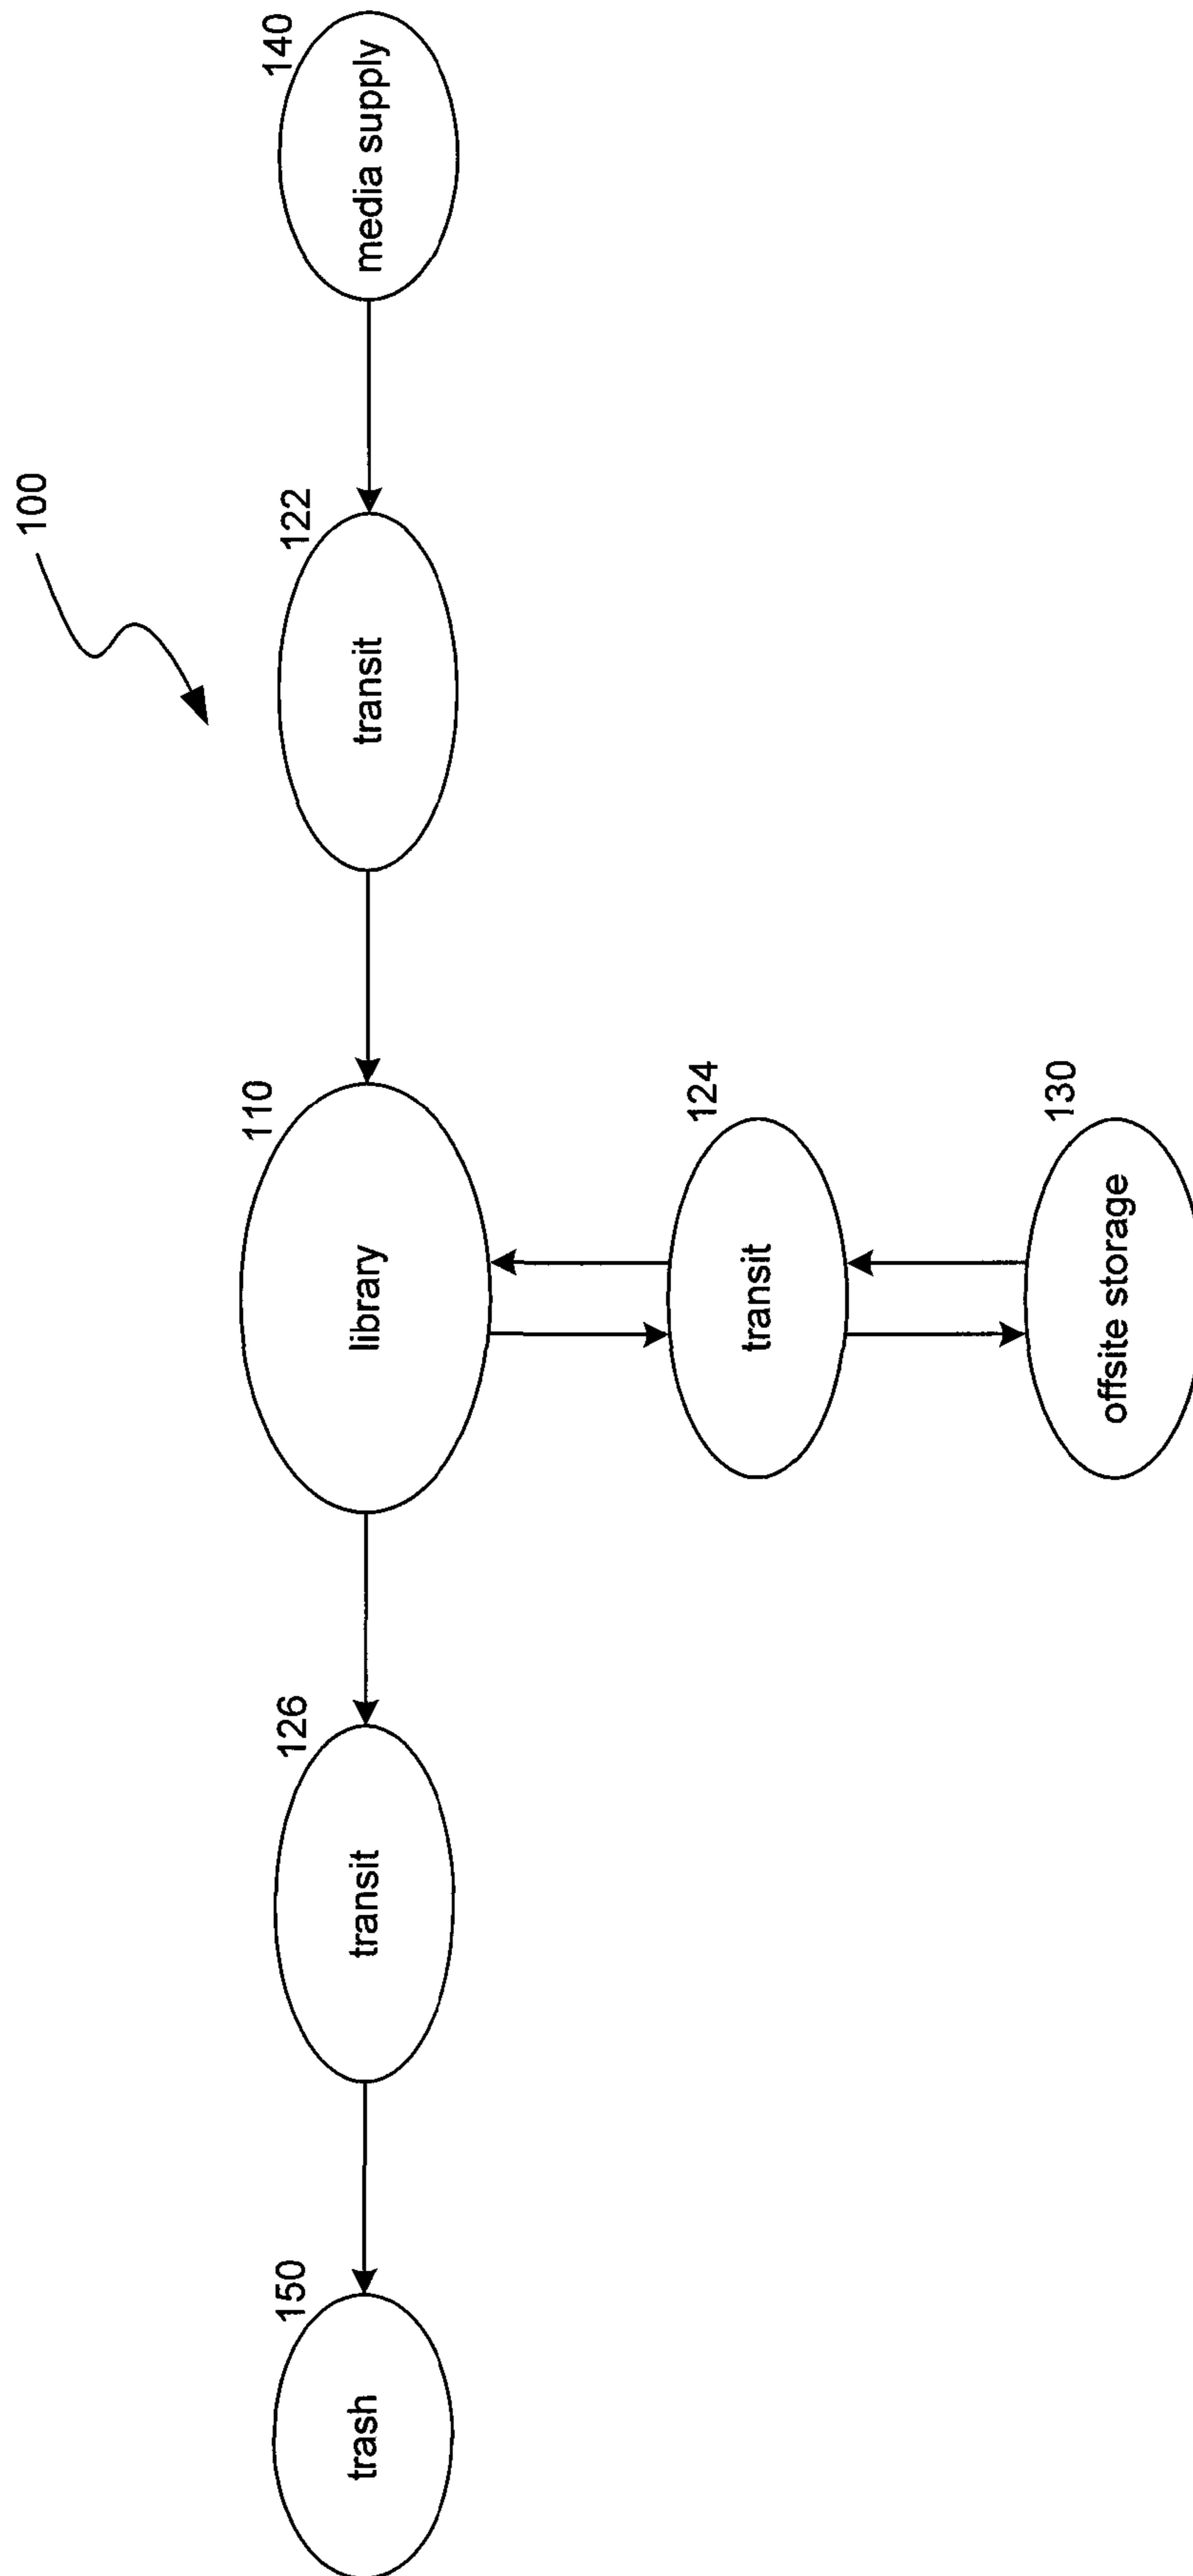 100
150
trash
126
transit
110
library
122
transit
140
media supply
124
transit
130
offsite storage